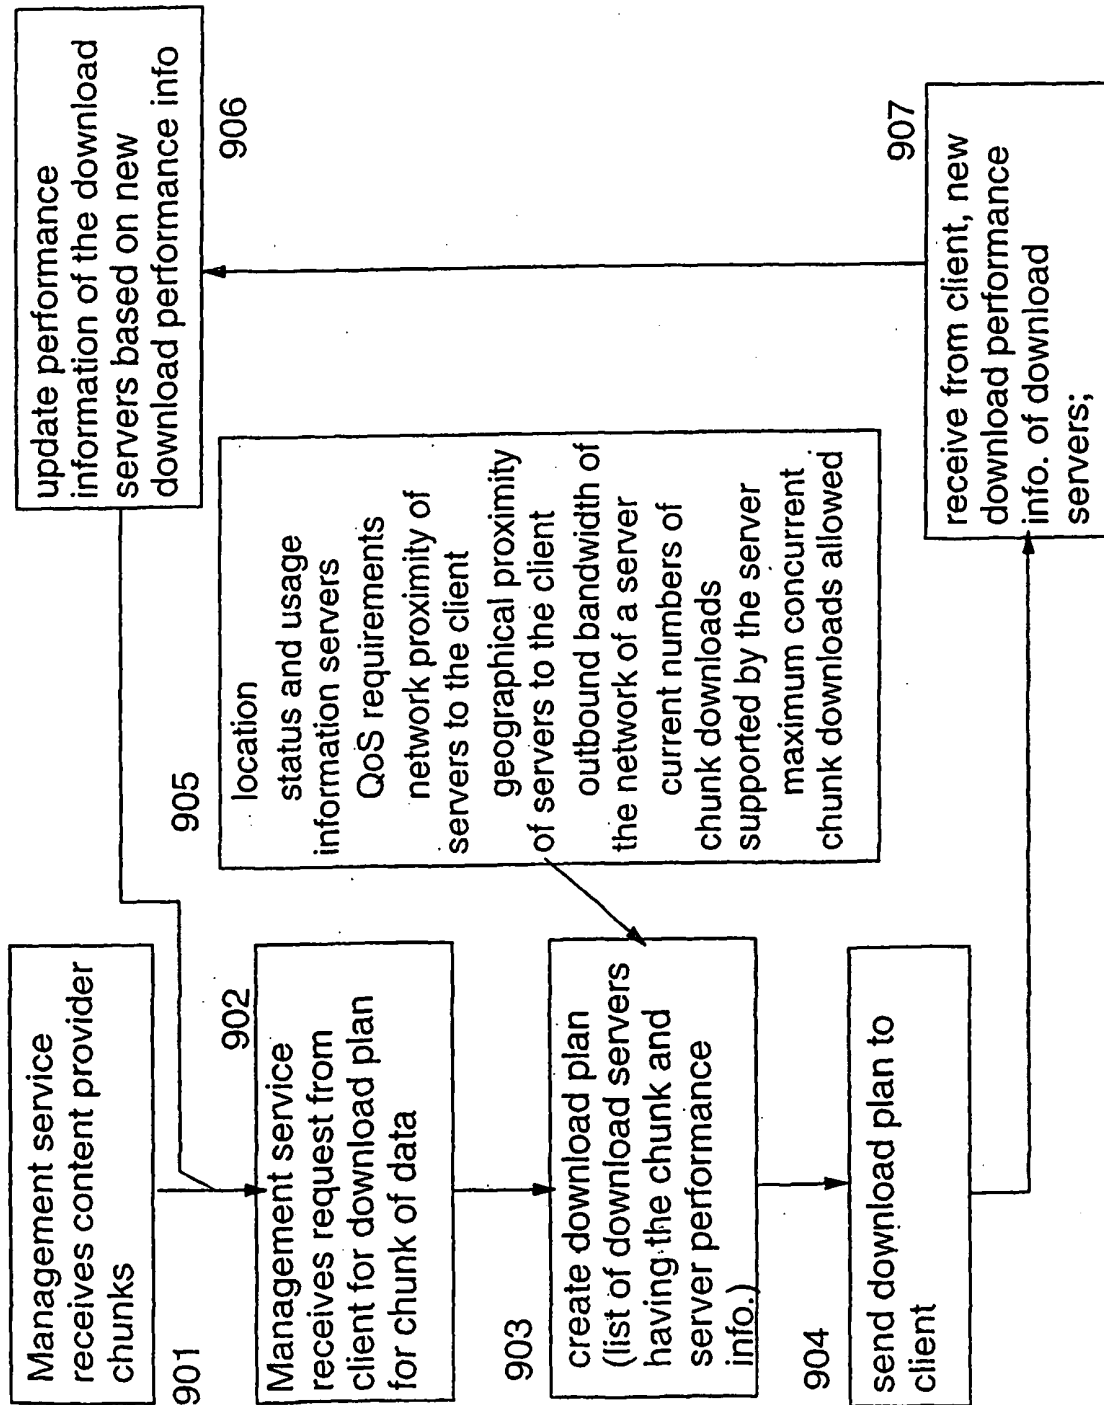 901
Management service
receives content provider
chunks
902
Management service
receives request from
client for download plan
for chunk of data
903
create download plan
(list of download servers
having the chunk and
server performance
info.)
904
send download plan to
client
905
location
status and usage
information servers
QoS requirements
network proximity of
servers to the client
geographical proximity
of servers to the client
outbound bandwidth of
the network of a server
current numbers of
chunk downloads
supported by the server
maximum concurrent
chunk downloads allowed
update performance
information of the download
servers based on new
download performance info
906
907
receive from client, new
download performance
info. of download
servers;